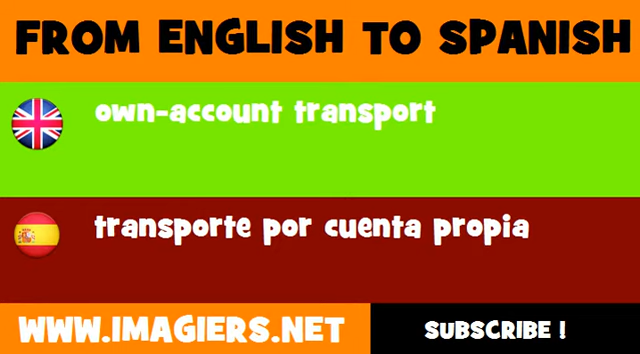 FROM ENGLISH TO SPANISH
own-account transport
transporte por cuenta propia
WWW.IMAGIERS.NET
SUBSCRIBE !